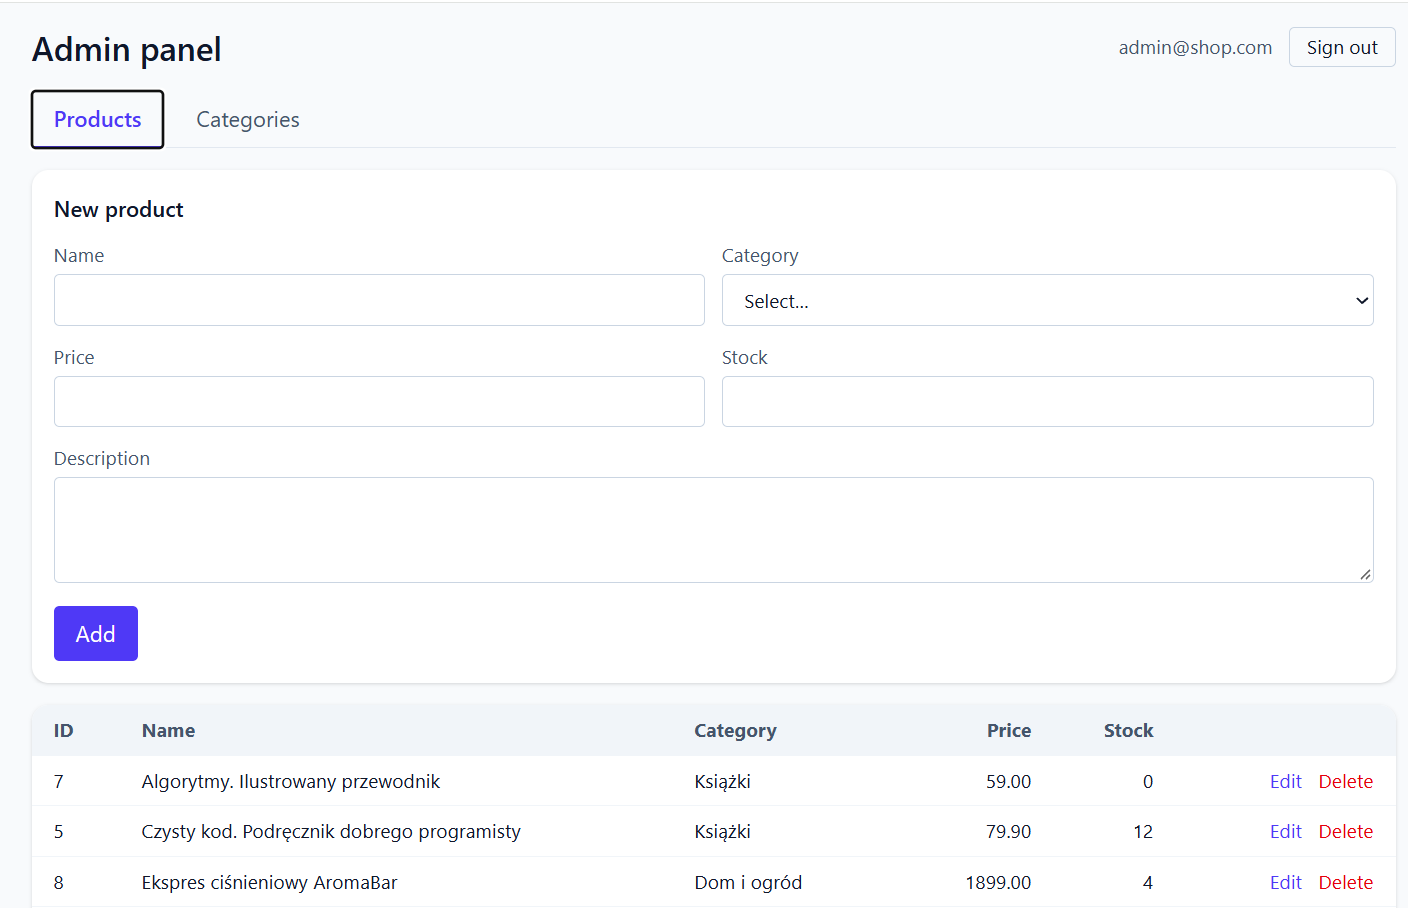 Admin panel
admin@shop.com
Sign out
Products
Categories
New product
Name
Category
Select...
Price
Stock
Description
Add
ID Name Category Price Stock
7 Algorytmy. Ilustrowany przewodnik Książki 59.00 0 Edit Delete
5 Czysty kod. Podręcznik dobrego programisty Książki 79.90 12 Edit Delete
8 Ekspres ciśnieniowy AromaBar Dom i ogród 1899.00 4 Edit Delete